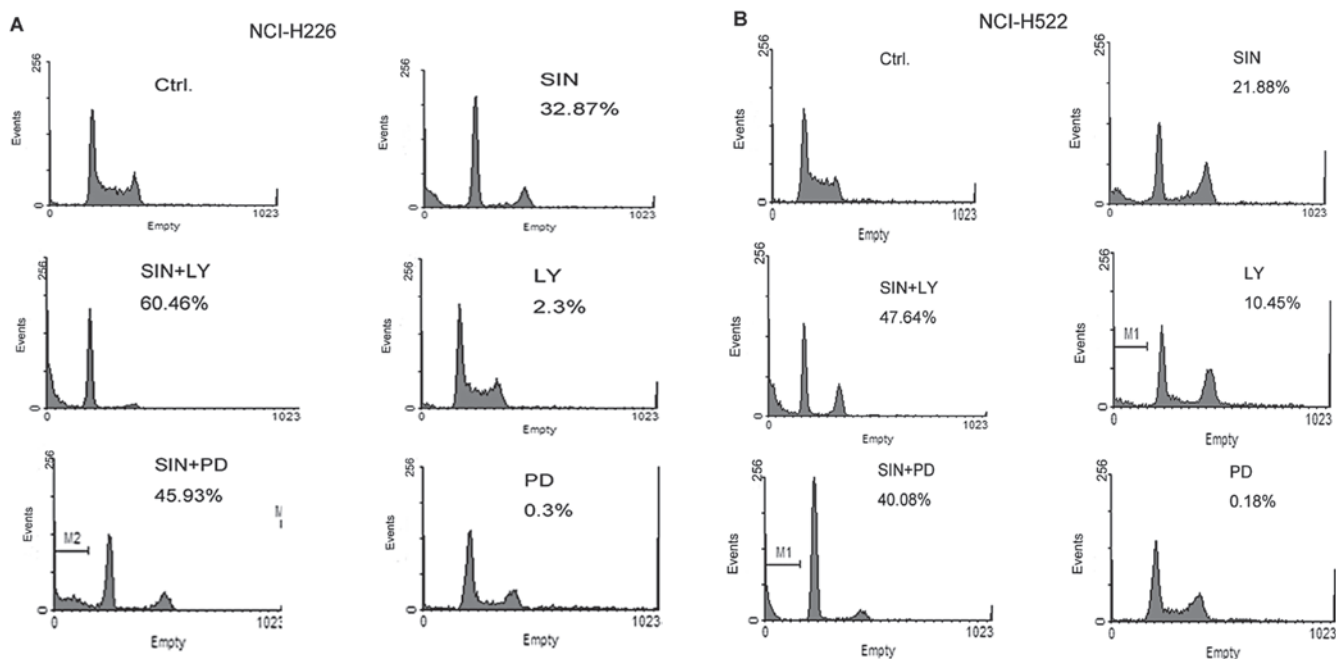 A
NCI-H226
256
Events
0
Ctrl.
0
1023
Empty
256
Events
0
SIN
32.87%
0
1023
Empty
256
Events
0
SIN+LY
60.46%
0
1023
Empty
256
Events
0
LY
2.3%
0
1023
Empty
256
Events
0
SIN+PD
45.93%
M2
M
0
1023
Empty
256
Events
0
PD
0.3%
0
1023
Empty
B
NCI-H522
256
Events
0
Ctrl.
0
1023
Empty
256
Events
0
SIN
21.88%
0
1023
Empty
256
Events
0
SIN+LY
47.64%
0
1023
Empty
256
Events
0
LY
10.45%
M1
0
1023
Empty
256
Events
0
SIN+PD
40.08%
M1
0
1023
Empty
256
Events
0
PD
0.18%
0
1023
Empty